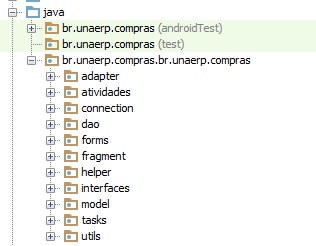 java
br.unaerp.compras (androidTest)
br.unaerp.compras (test)
br.unaerp.compras.br.unaerp.compras
adapter
atividades
connection
dao
forms
fragment
helper
interfaces
model
tasks
utils